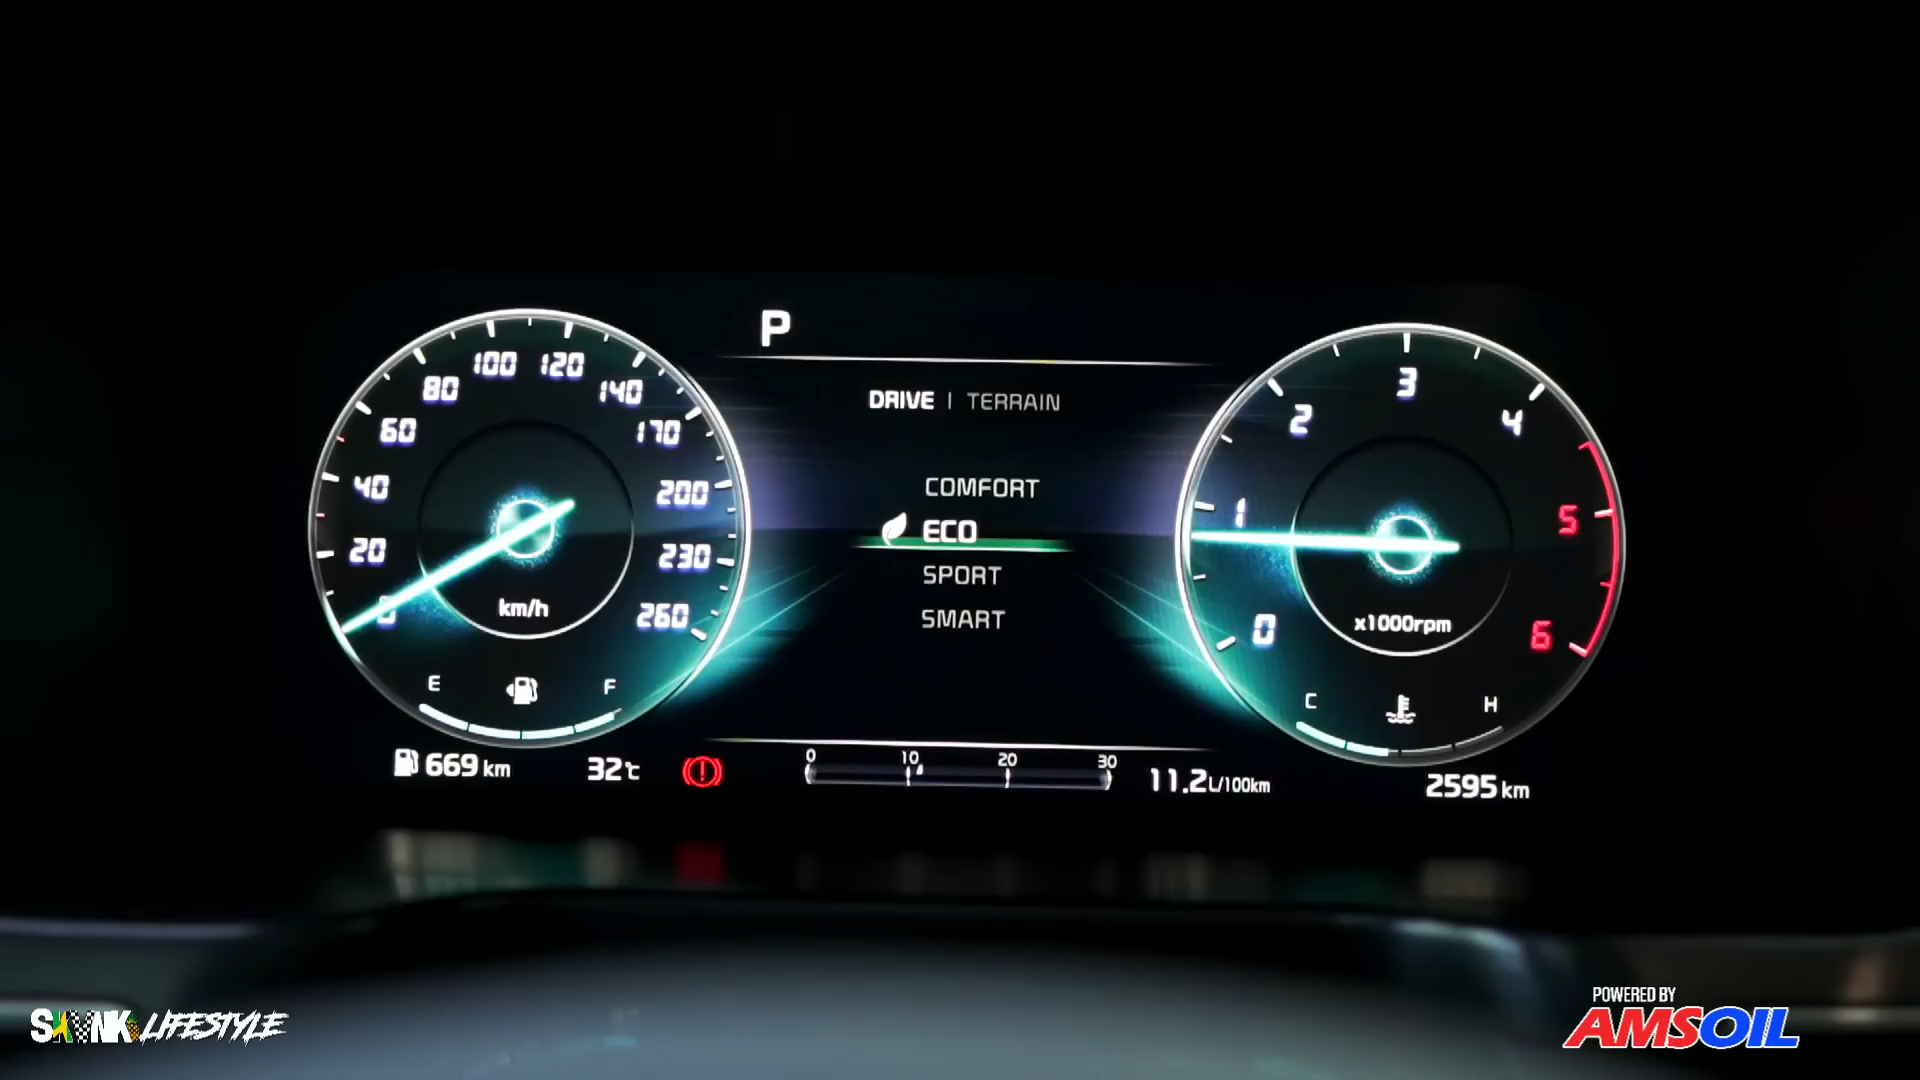 P
DRIVE | TERRAIN
COMFORT
ECO
SPORT
SMART
0
20
40
60
80
100
120
140
170
200
230
260
km/h
E
F
0
1
2
3
4
5
6
x1000rpm
C
H
669 km
32℃
0 10 20 30
11.2L/100km
2595 km
SKVNK LIFESTYLE
POWERED BY
AMSOIL